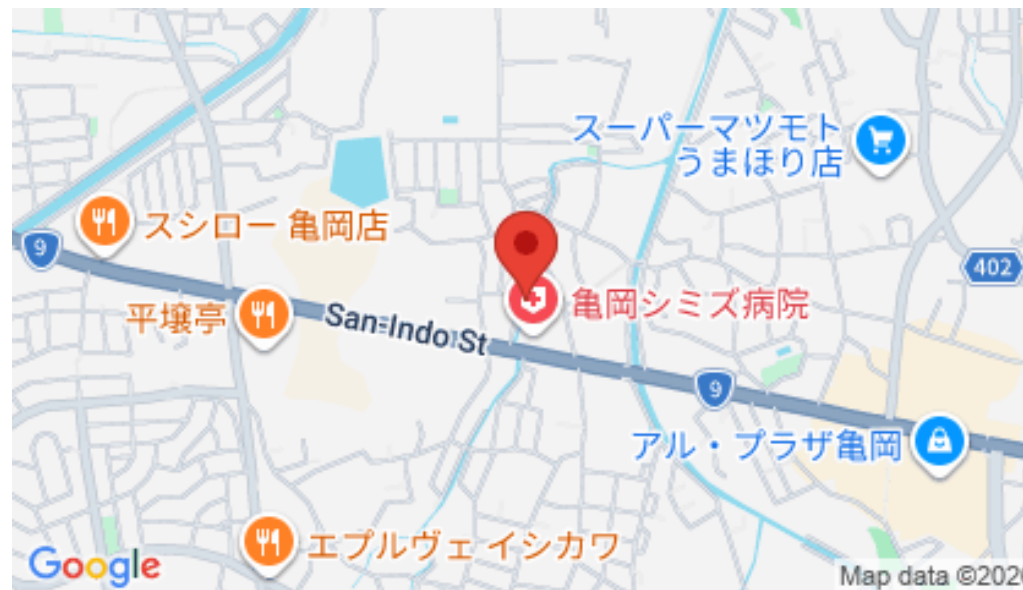 スーパーマツモト
うまほり店
スシロー 亀岡店
9
402
亀岡シミズ病院
平壌亭
San-Indo St
9
アル・プラザ亀岡
エプルヴェ イシカワ
Google
Map data ©202